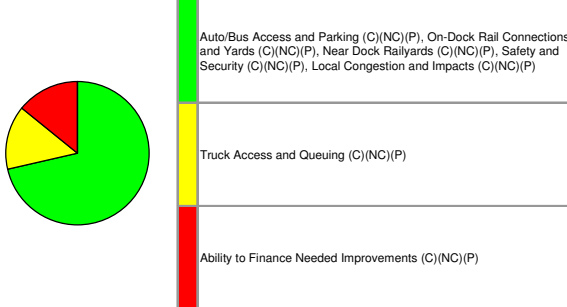 Auto/Bus Access and Parking (C)(NC)(P), On-Dock Rail Connections
and Yards (C)(NC)(P), Near Dock Railyards (C)(NC)(P), Safety and
Security (C)(NC)(P), Local Congestion and Impacts (C)(NC)(P)
Truck Access and Queuing (C)(NC)(P)
Ability to Finance Needed Improvements (C)(NC)(P)